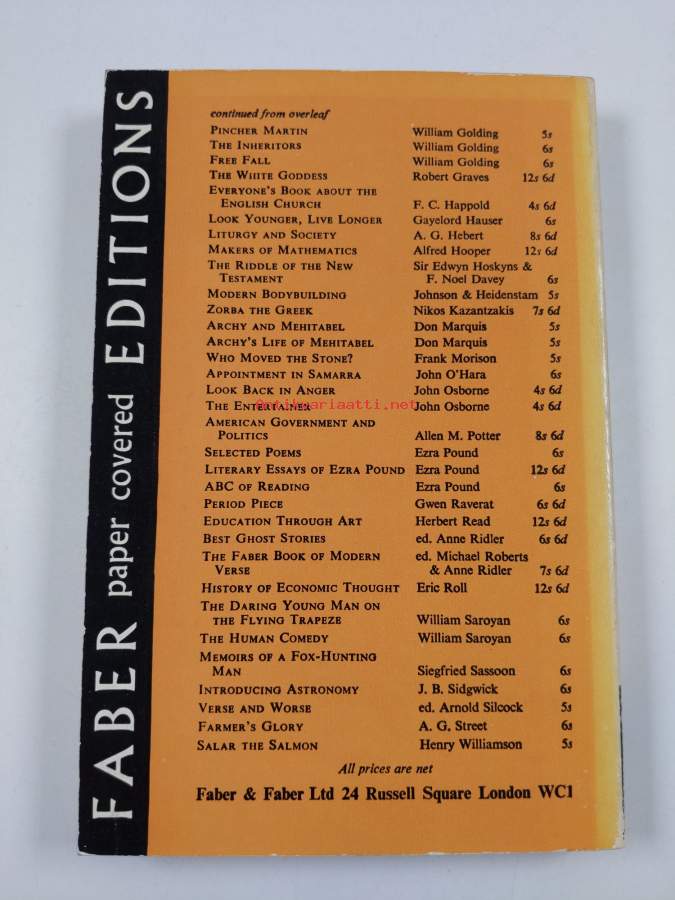 FABER paper covered EDITIONS
continued from overleaf
PINCHER MARTIN William Golding 5s
THE INHERITORS William Golding 6s
FREE FALL William Golding 6s
THE WHITE GODDESS Robert Graves 12s 6d
EVERYONE'S BOOK ABOUT THE
ENGLISH CHURCH F. C. Happold 4s 6d
LOOK YOUNGER, LIVE LONGER Gayelord Hauser 6s
LITURGY AND SOCIETY A. G. Hebert 8s 6d
MAKERS OF MATHEMATICS Alfred Hooper 12s 6d
THE RIDDLE OF THE NEW Sir Edwyn Hoskyns &
TESTAMENT F. Noel Davey 6s
MODERN BODYBUILDING Johnson & Heidenstam 5s
ZORBA THE GREEK Nikos Kazantzakis 7s 6d
ARCHY AND MEHITABEL Don Marquis 5s
ARCHY'S LIFE OF MEHITABEL Don Marquis 5s
WHO MOVED THE STONE? Frank Morison 5s
APPOINTMENT IN SAMARRA John O'Hara 6s
LOOK BACK IN ANGER John Osborne 4s 6d
Antikvariaatti.net
THE ENTERTAINER John Osborne 4s 6d
AMERICAN GOVERNMENT AND
POLITICS Allen M. Potter 8s 6d
SELECTED POEMS Ezra Pound 6s
LITERARY ESSAYS OF EZRA POUND Ezra Pound 12s 6d
ABC OF READING Ezra Pound 6s
PERIOD PIECE Gwen Raverat 6s 6d
EDUCATION THROUGH ART Herbert Read 12s 6d
BEST GHOST STORIES ed. Anne Ridler 6s 6d
THE FABER BOOK OF MODERN ed. Michael Roberts
VERSE & Anne Ridler 7s 6d
HISTORY OF ECONOMIC THOUGHT Eric Roll 12s 6d
THE DARING YOUNG MAN ON
THE FLYING TRAPEZE William Saroyan 6s
THE HUMAN COMEDY William Saroyan 6s
MEMOIRS OF A FOX-HUNTING
MAN Siegfried Sassoon 6s
INTRODUCING ASTRONOMY J. B. Sidgwick 6s
VERSE AND WORSE ed. Arnold Silcock 5s
FARMER'S GLORY A. G. Street 6s
SALAR THE SALMON Henry Williamson 5s
All prices are net
Faber & Faber Ltd 24 Russell Square London WC1